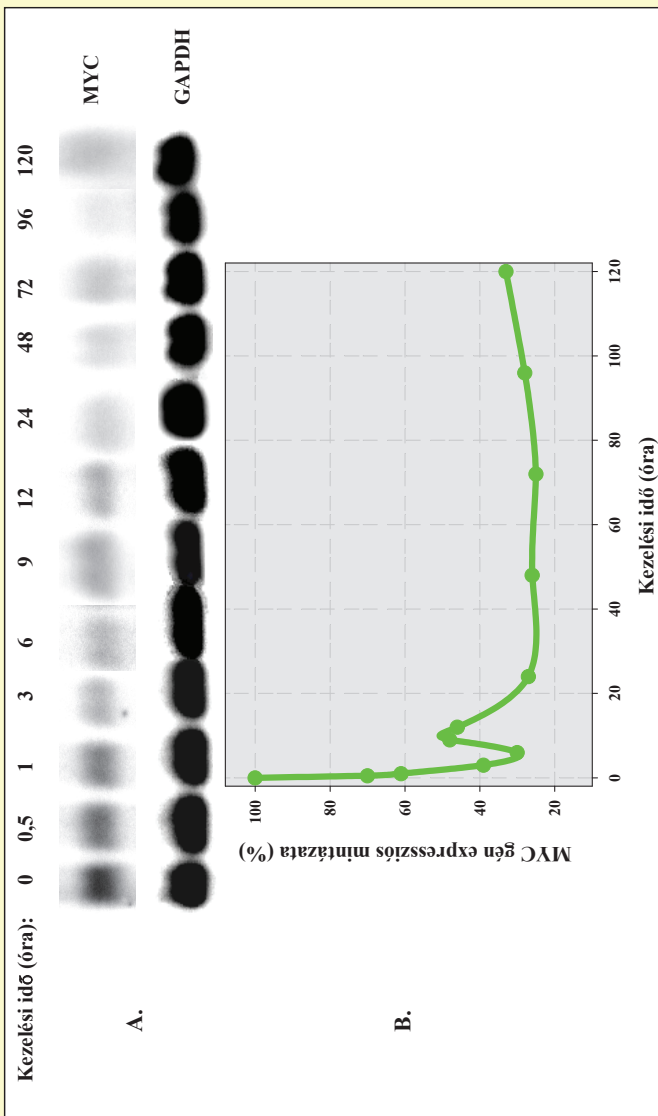 Kezelési idő (óra): 0 0,5 1 3 6 9 12 24 48 72 96 120
A.
MYC
GAPDH
B.
MYC gén expressziós mintázata (%)
100
80
60
40
20
0 20 40 60 80 100 120
Kezelési idő (óra)